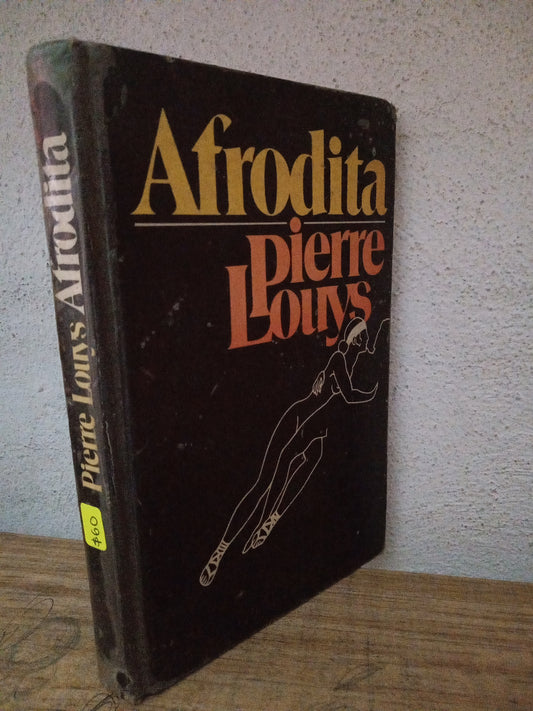 Afrodita
Pierre
Louys
Pierre Louys Afrodita
$60